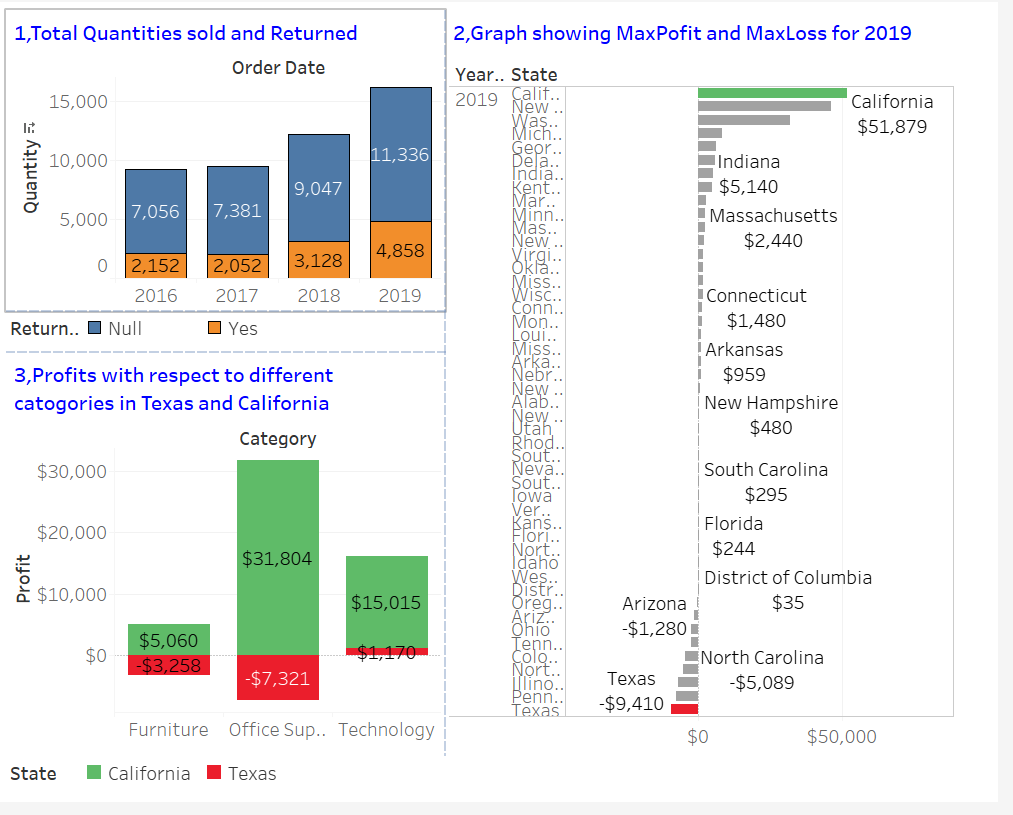 1,Total Quantities sold and Returned
Order Date
Quantity
15,000
10,000
5,000
0
7,056
2,152
7,381
2,052
9,047
3,128
11,336
4,858
2016
2017
2018
2019
Return..
Null
Yes
2,Graph showing MaxPofit and MaxLoss for 2019
Year.. State
2019
Calif..
New ..
Was..
Mich..
Geor..
Dela..
India..
Kent..
Mar..
Minn..
Mas..
New ..
Virgi..
Okla..
Miss..
Wisc..
Conn..
Mon..
Loui..
Miss..
Arka..
Nebr..
New ..
Alab..
New ..
Utah
Rhod..
Sout..
Neva..
Sout..
Iowa
Ver..
Kans..
Flori..
Nort..
Idaho
Wes..
Distr..
Oreg..
Ariz..
Ohio
Tenn..
Colo..
Nort..
Illino..
Penn..
Texas
California
$51,879
Indiana
$5,140
Massachusetts
$2,440
Connecticut
$1,480
Arkansas
$959
New Hampshire
$480
South Carolina
$295
Florida
$244
District of Columbia
$35
Arizona
-$1,280
North Carolina
-$5,089
Texas
-$9,410
$0
$50,000
3,Profits with respect to different
catogories in Texas and California
Category
Profit
$30,000
$20,000
$10,000
$0
$5,060
-$3,258
$31,804
-$7,321
$15,015
$1,170
Furniture
Office Sup..
Technology
State
California
Texas